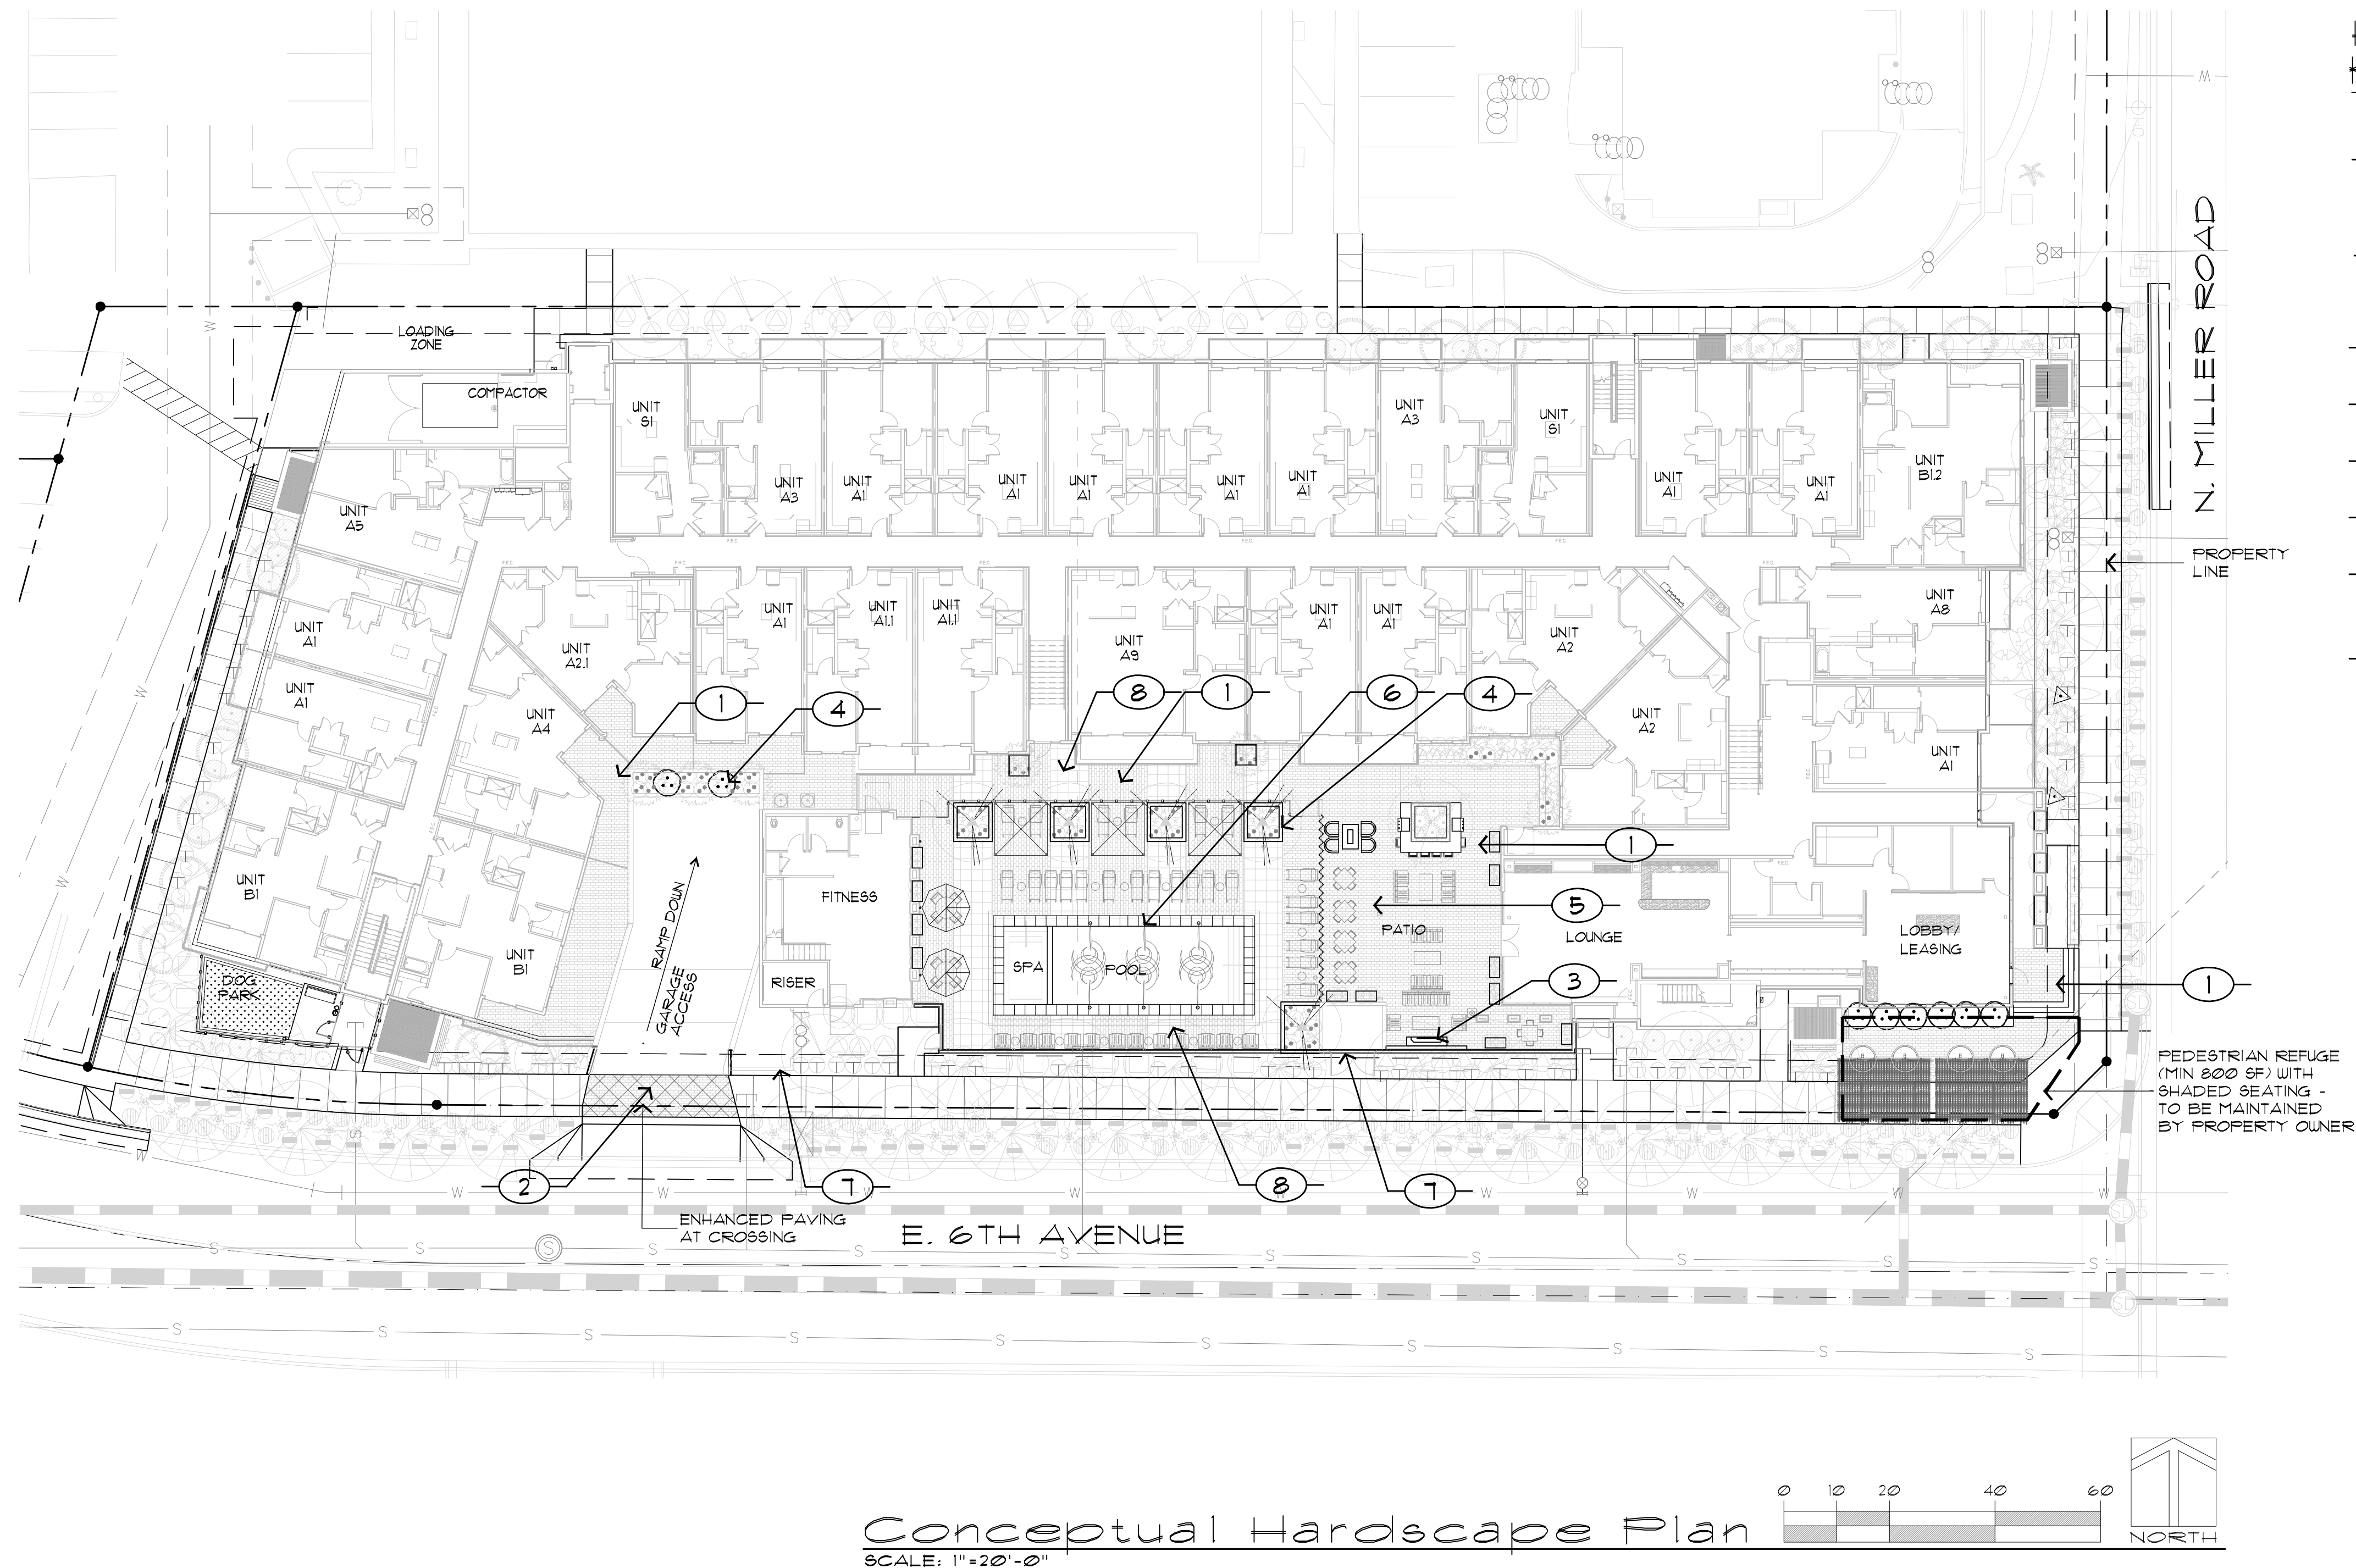 W
N. MILLER ROAD
LOADING
ZONE
W
COMPACTOR
UNIT
S1
UNIT
A3
UNIT
S1
UNIT
B1.2
UNIT
A3
UNIT
A1
UNIT
A1
UNIT
A1
UNIT
A1
UNIT
A1
UNIT
A1
UNIT
A1
UNIT
A5
F.E.C.
F.E.C.
F.E.C.
PROPERTY
LINE
F.E.C.
F.E.C.
F.E.C.
F.E.C.
F.E.C.
UNIT
A1
UNIT
A1
UNIT
A1.1
UNIT
A1.1
UNIT
A9
UNIT
A1
UNIT
A1
UNIT
A2
UNIT
A8
UNIT
A2.1
UNIT
A1
W
1
4
8
1
6
4
UNIT
A4
UNIT
A2
UNIT
A1
F.E.C.
F.E.C.
F.E.C.
1
W
UNIT
B1
FITNESS
5
PATIO
LOUNGE
LOBBY/
LEASING
F.E.C.
UNIT
B1
RAMP DOWN
GARAGE
ACCESS
RISER
SPA
POOL
3
1
F.E.C.
DOG
PARK
PEDESTRIAN REFUGE
(MIN 800 SF) WITH
SHADED SEATING -
TO BE MAINTAINED
BY PROPERTY OWNER
S
W
SD
2
7
8
7
W
W
W
W
W
W
W
W
W
SD
ENHANCED PAVING
AT CROSSING
E. 6TH AVENUE
S
S
S
S
S
S
S
S
S
S
S
SD
S
S
S
S
S
S
S
S
S
S
Conceptual Hardscape Plan
SCALE: 1"=20'-0"
0
10
20
40
60
NORTH